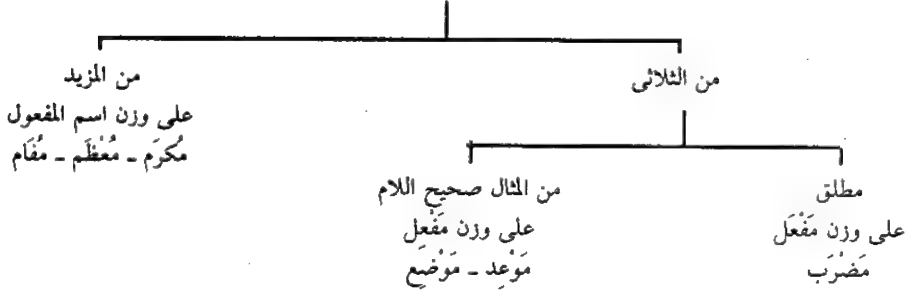 من الثلاثى
مطلق
على وزن مَفْعَل
مَضْرَب
من المثال صحيح اللام
على وزن مَفْعِل
مَوْعِد ـ مَوْضِع
من المزيد
على وزن اسم المفعول
مُكرَم ـ مُعْظَم ـ مُقَام